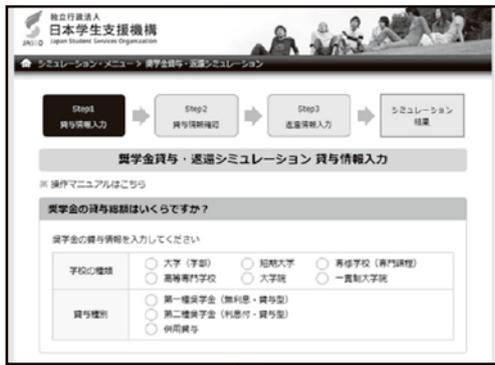 独立行政法人
日本学生支援機構
JASSO Japan Student Services Organization
シミュレーション・メニュー > 奨学金貸与・返還シミュレーション
Step1
貸与情報入力
Step2
貸与情報確認
Step3
返還情報入力
シミュレーション
結果
奨学金貸与・返還シミュレーション 貸与情報入力
※ 操作マニュアルはこちら
奨学金の貸与総額はいくらですか？
奨学金の貸与情報を入力してください
学校の種類
大学（学部） 短期大学 専修学校（専門課程）
高等専門学校 大学院 一貫制大学院
貸与種別
第一種奨学金（無利息・貸与型）
第二種奨学金（利息付・貸与型）
併用貸与